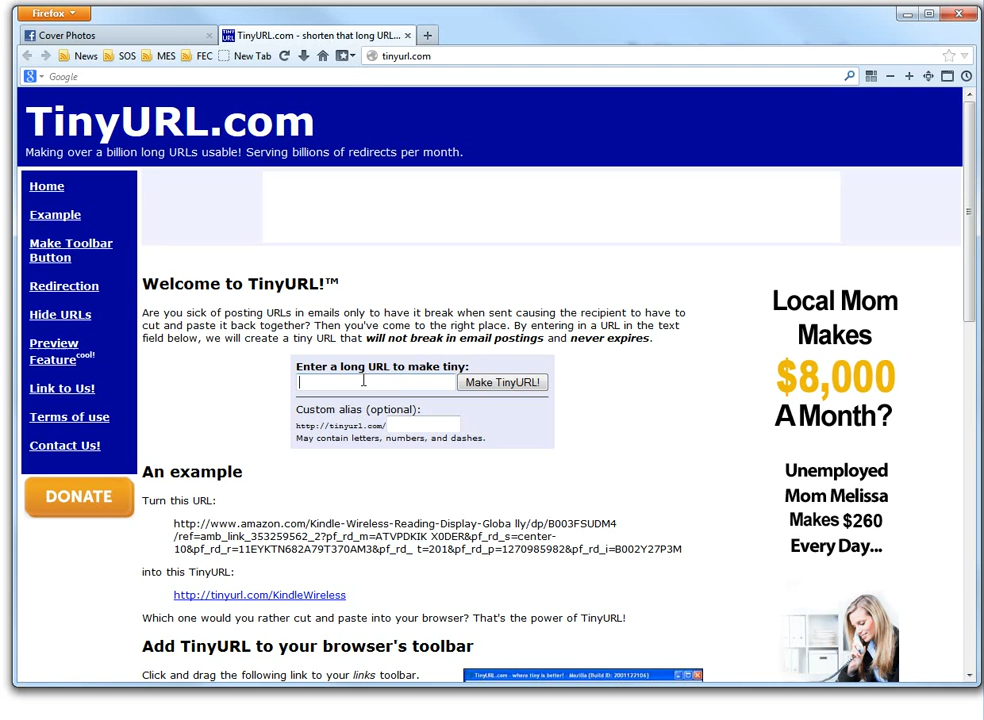 Firefox
Cover Photos
TinyURL.com - shorten that long URL...
News SOS MES FEC New Tab tinyurl.com
Google
TinyURL.com
Making over a billion long URLs usable! Serving billions of redirects per month.
Home
Example
Make Toolbar
Button
Redirection
Hide URLs
Preview
Feature cool!
Link to Us!
Terms of use
Contact Us!
DONATE
Welcome to TinyURL!™
Are you sick of posting URLs in emails only to have it break when sent causing the recipient to have to
cut and paste it back together? Then you've come to the right place. By entering in a URL in the text
field below, we will create a tiny URL that will not break in email postings and never expires.
Enter a long URL to make tiny:
Make TinyURL!
Custom alias (optional):
http://tinyurl.com/
May contain letters, numbers, and dashes.
An example
Turn this URL:
http://www.amazon.com/Kindle-Wireless-Reading-Display-Globa lly/dp/B003FSUDM4
/ref=amb_link_353259562_2?pf_rd_m=ATVPDKIK X0DER&pf_rd_s=center-
10&pf_rd_r=11EYKTN682A79T370AM3&pf_rd_ t=201&pf_rd_p=1270985982&pf_rd_i=B002Y27P3M
into this TinyURL:
http://tinyurl.com/KindleWireless
Which one would you rather cut and paste into your browser? That's the power of TinyURL!
Add TinyURL to your browser's toolbar
Click and drag the following link to your links toolbar.
TinyURL.com - where tiny is better! - Mozilla {Build ID: 2001122106}
Local Mom
Makes
$8,000
A Month?
Unemployed
Mom Melissa
Makes $260
Every Day...